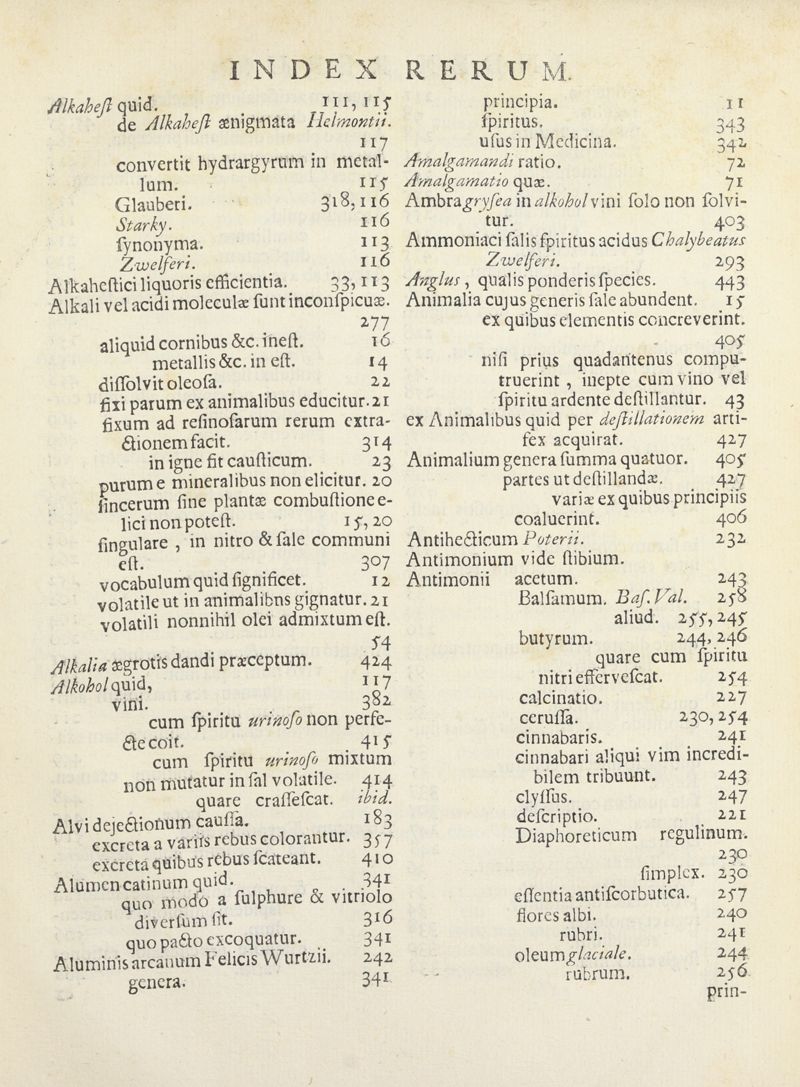 INDEX RERUM.
Alkaheſt quid. 111, 115
de Alkaheſt ænigmata Helmontii.
117
convertit hydrargyrum in metal-
lum. 115
Glauberi. 318, 116
Starky. 116
ſynonyma. 113
Zwelferi. 116
Alkaheſtici liquoris efficientia. 33, 113
Alkali vel acidi moleculæ ſunt inconſpicuæ.
277
aliquid cornibus &c. ineſt. 16
metallis &c. in eſt. 14
diſſolvit oleoſa. 22
fixi parum ex animalibus educitur. 21
fixum ad reſinoſarum rerum extra-
ctionem facit. 314
in igne fit cauſticum. 23
purum e mineralibus non elicitur. 20
ſincerum ſine plantæ combuſtione e-
lici non poteſt. 15, 20
ſingulare , in nitro & ſale communi
eſt. 307
vocabulum quid ſignificet. 12
volatile ut in animalibns gignatur. 21
volatili nonnihil olei admixtum eſt.
54
Alkalia ægrotis dandi præceptum. 424
Alkohol quid, 117
vini. 382
cum ſpiritu urinoſo non perfe-
cte coit. 415
cum ſpiritu urinoſo mixtum
non mutatur in ſal volatile. 414
quare craſſeſcat. ibid.
Alvi dejectionum cauſſa. 183
excreta a variis rebus colorantur. 357
excreta quibus rebus ſcateant. 410
Alumen catinum quid. 341
quo modo a ſulphure & vitriolo
diverſum ſit. 316
quo pacto excoquatur. 341
Aluminis arcanum Felicis Wurtzii. 242
genera. 341
principia. 11
ſpiritus. 343
uſus in Medicina. 342
Amalgamandi ratio. 72
Amalgamatio quæ. 71
Ambra gryſea in alkohol vini ſolo non ſolvi-
tur. 403
Ammoniaci ſalis ſpiritus acidus Chalybeatus
Zwelferi. 293
Anglus , qualis ponderis ſpecies. 443
Animalia cujus generis ſale abundent. 15
ex quibus elementis concreverint.
405
niſi prius quadantenus compu-
truerint , inepte cum vino vel
ſpiritu ardente deſtillantur. 43
ex Animalibus quid per deſtillationem arti-
fex acquirat. 427
Animalium genera ſumma quatuor. 405
partes ut deſtillandæ. 427
variæ ex quibus principiis
coaluerint. 406
Antihecticum Poterii. 232
Antimonium vide ſtibium.
Antimonii acetum. 243
Balſamum. Baſ. Val. 258
aliud. 255, 245
butyrum. 244, 246
quare cum ſpiritu
nitri efferveſcat. 254
calcinatio. 227
ceruſſa. 230, 254
cinnabaris. 241
cinnabari aliqui vim incredi-
bilem tribuunt. 243
clyſſus. 247
deſcriptio. 221
Diaphoreticum regulinum.
230
ſimplex. 230
eſſentia antiſcorbutica. 257
flores albi. 240
rubri. 241
oleum glaciale. 244
rubrum. 256
prin-